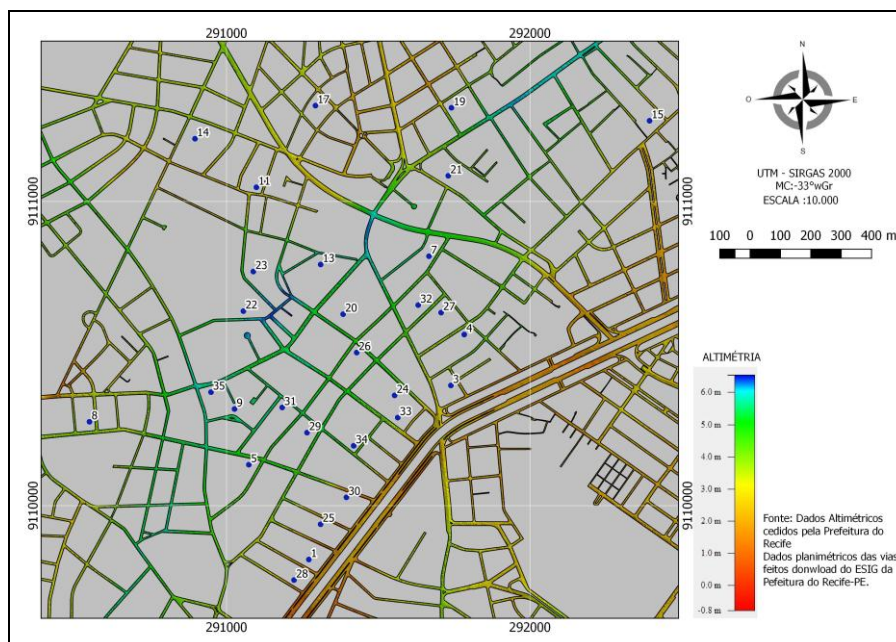 291000
292000
N
O
E
S
UTM - SIRGAS 2000
MC:-33°wGr
ESCALA :10.000
100 0 100 200 300 400 m
17
19
15
14
21
11
9111000
9111000
7
13
23
32
22
20
27
4
26
3
35
24
31
9
33
8
29
34
5
30
9110000
9110000
25
1
28
291000
292000
ALTIMÉTRIA
6.0 m
5.0 m
4.0 m
3.0 m
2.0 m
1.0 m
0.0 m
-0.8 m
Fonte: Dados Altimétricos
cedidos pela Prefeitura do
Recife
Dados planimétricos das vias
feitos donwload do ESIG da
Pefeitura do Recife-PE.